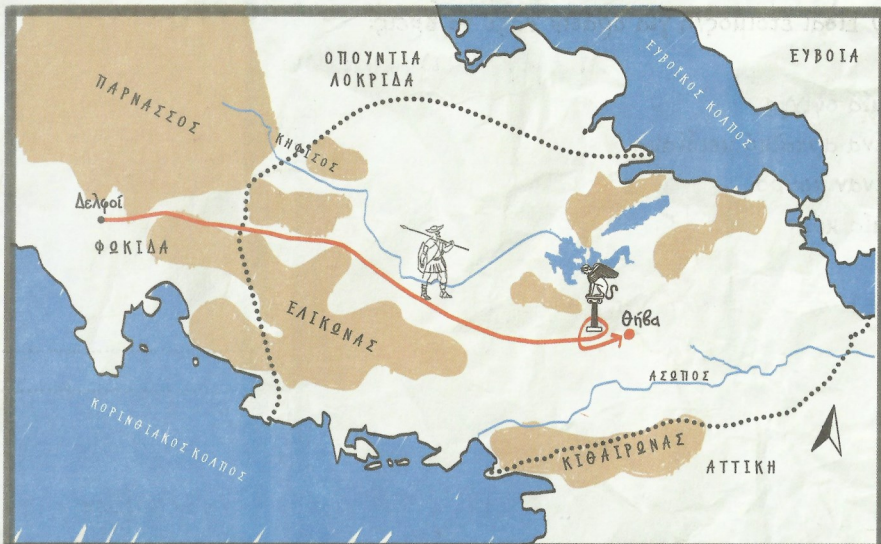 ΟΠΟΥΝΤΙΑ
ΛΟΚΡΙΔΑ
ΕΥΒΟΪΚΟΣ ΚΟΛΠΟΣ
ΕΥΒΟΙΑ
ΠΑΡΝΑΣΣΟΣ
ΚΗΦΙΣΟΣ
Δελφοί
ΦΩΚΙΔΑ
ΕΛΙΚΩΝΑΣ
Θήβα
ΑΣΩΠΟΣ
ΚΟΡΙΝΘΙΑΚΟΣ ΚΟΛΠΟΣ
ΚΙΘΑΙΡΩΝΑΣ
ΑΤΤΙΚΗ